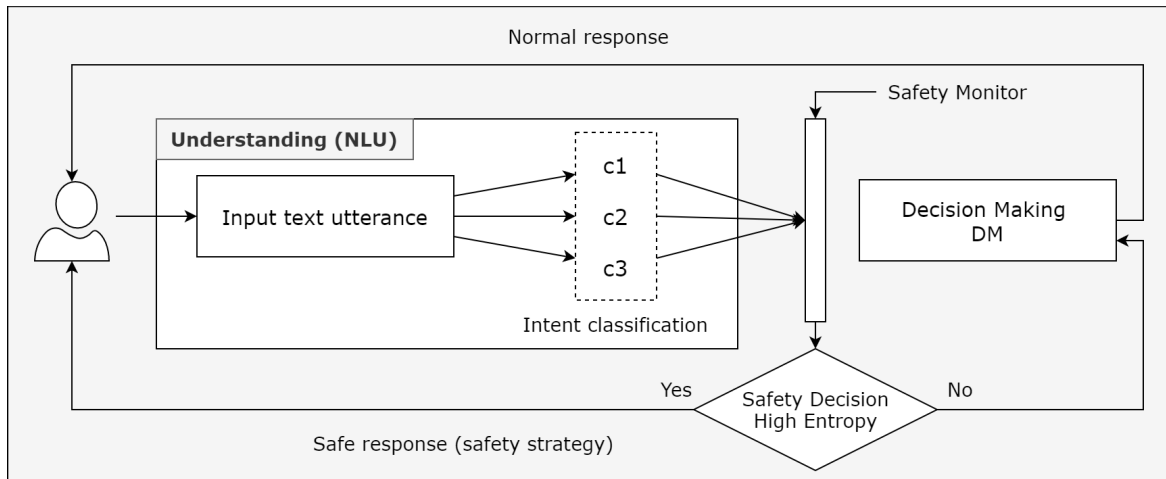 Normal response
Safety Monitor
Understanding (NLU)
Input text utterance
c1
c2
c3
Intent classification
Decision Making
DM
Yes
Safety Decision
High Entropy
No
Safe response (safety strategy)